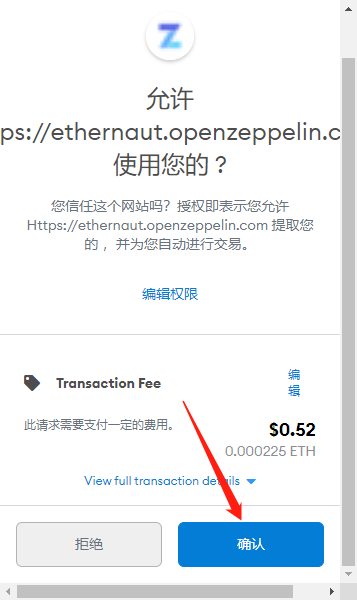 允许
ps://ethernaut.openzeppelin.c
使用您的 ?
您信任这个网站吗？授权即表示您允许
Https://ethernaut.openzeppelin.com 提取您
的 ，并为您自动进行交易。
编辑权限
Transaction Fee
编
辑
此请求需要支付一定的费用。
$0.52
0.000225 ETH
View full transaction details
拒绝
确认